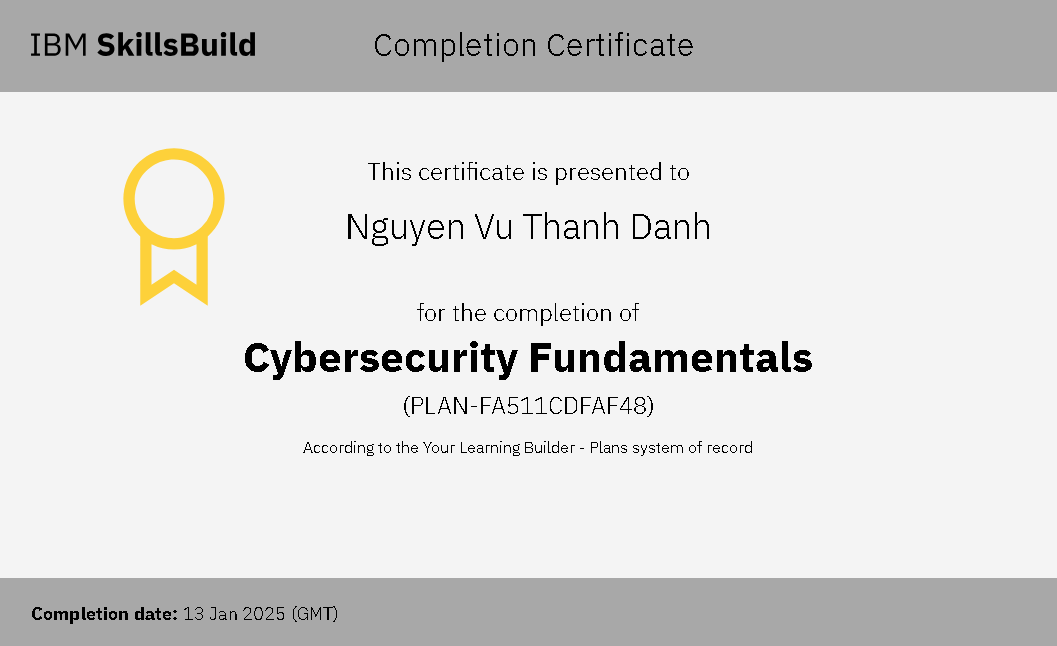 IBM SkillsBuild
Completion Certificate
This certificate is presented to
Nguyen Vu Thanh Danh
for the completion of
Cybersecurity Fundamentals
(PLAN-FA511CDFAF48)
According to the Your Learning Builder - Plans system of record
Completion date: 13 Jan 2025 (GMT)